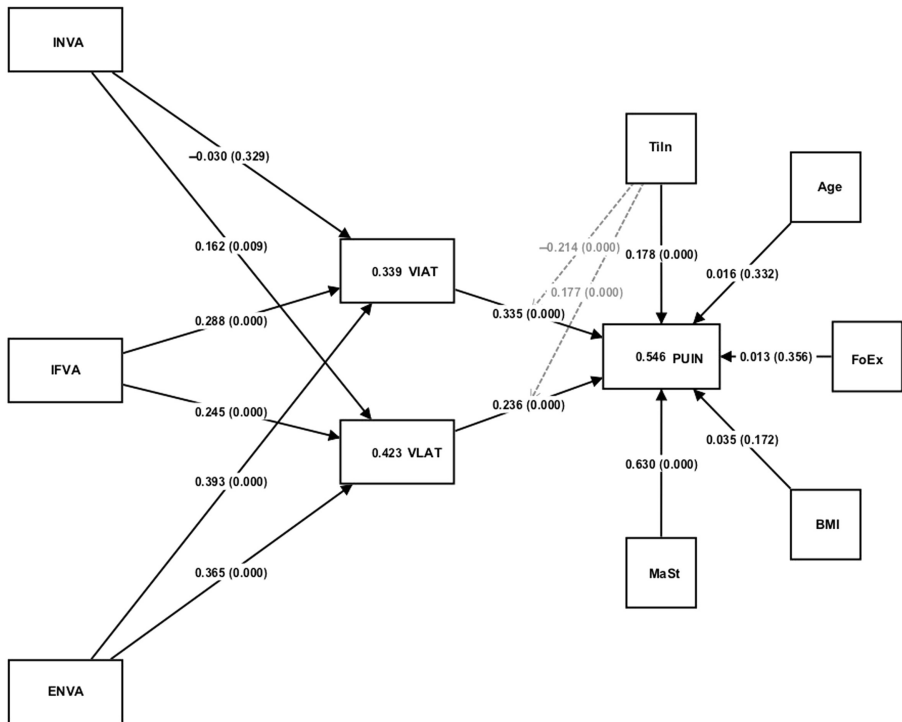 INVA
–0.030 (0.329)
0.162 (0.009)
0.339 VIAT
0.288 (0.000)
IFVA
0.245 (0.000)
0.423 VLAT
0.393 (0.000)
0.365 (0.000)
ENVA
TiIn
Age
–0.214 (0.000)
0.178 (0.000)
0.177 (0.000)
0.016 (0.332)
0.335 (0.000)
0.546 PUIN
0.013 (0.356)
FoEx
0.236 (0.000)
0.035 (0.172)
0.630 (0.000)
BMI
MaSt